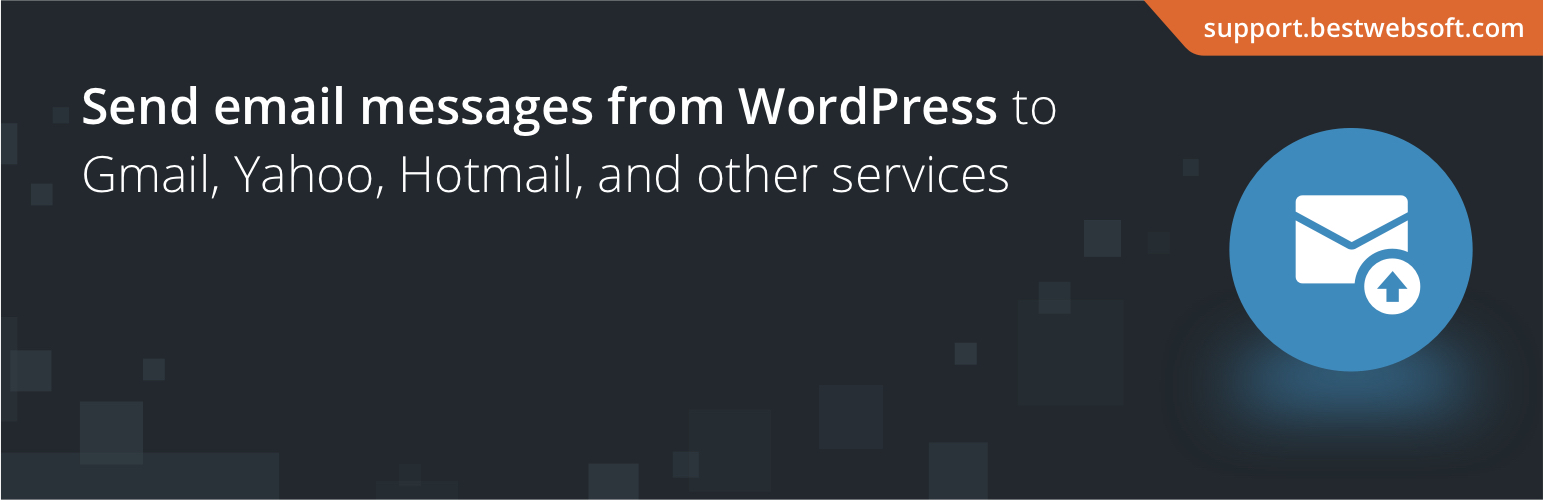 support.bestwebsoft.com
Send email messages from WordPress to
Gmail, Yahoo, Hotmail, and other services